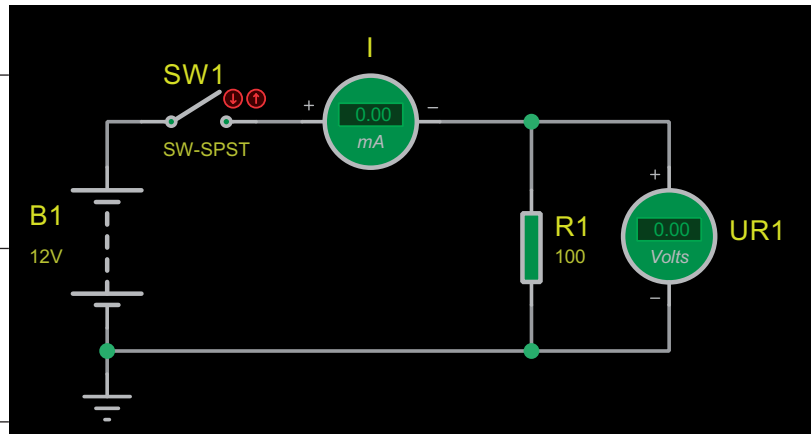 I
SW1
+
0.00
−
mA
SW-SPST
+
B1
12V
R1
100
0.00
Volts
UR1
−